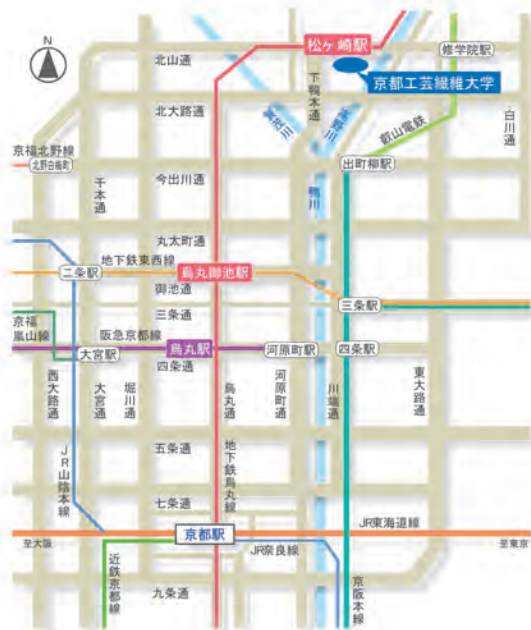 N
松ヶ崎駅
修学院駅
北山通
京都工芸繊維大学
下鴨本通
高野川
賀茂川
北大路通
白川通
叡山電鉄
京福北野線
北野白梅町
出町柳駅
今出川通
千本通
鴨川
丸太町通
地下鉄東西線
二条駅
烏丸御池駅
御池通
三条駅
三条通
京福
嵐山線
阪急京都線
大宮駅
烏丸駅
河原町駅
四条駅
四条通
西大路通
大宮通
堀川通
烏丸通
河原町通
川端通
東大路通
JR山陰本線
五条通
地下鉄烏丸線
七条通
京都駅
JR東海道線
至大阪
JR奈良線
至東京
近鉄京都線
九条通
京阪本線